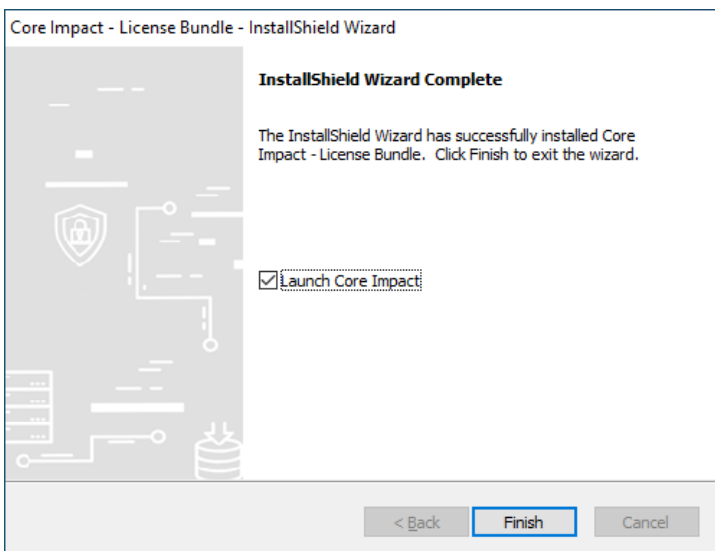 Core Impact - License Bundle - InstallShield Wizard
InstallShield Wizard Complete
The InstallShield Wizard has successfully installed Core
Impact - License Bundle. Click Finish to exit the wizard.
Launch Core Impact
< Back
Finish
Cancel